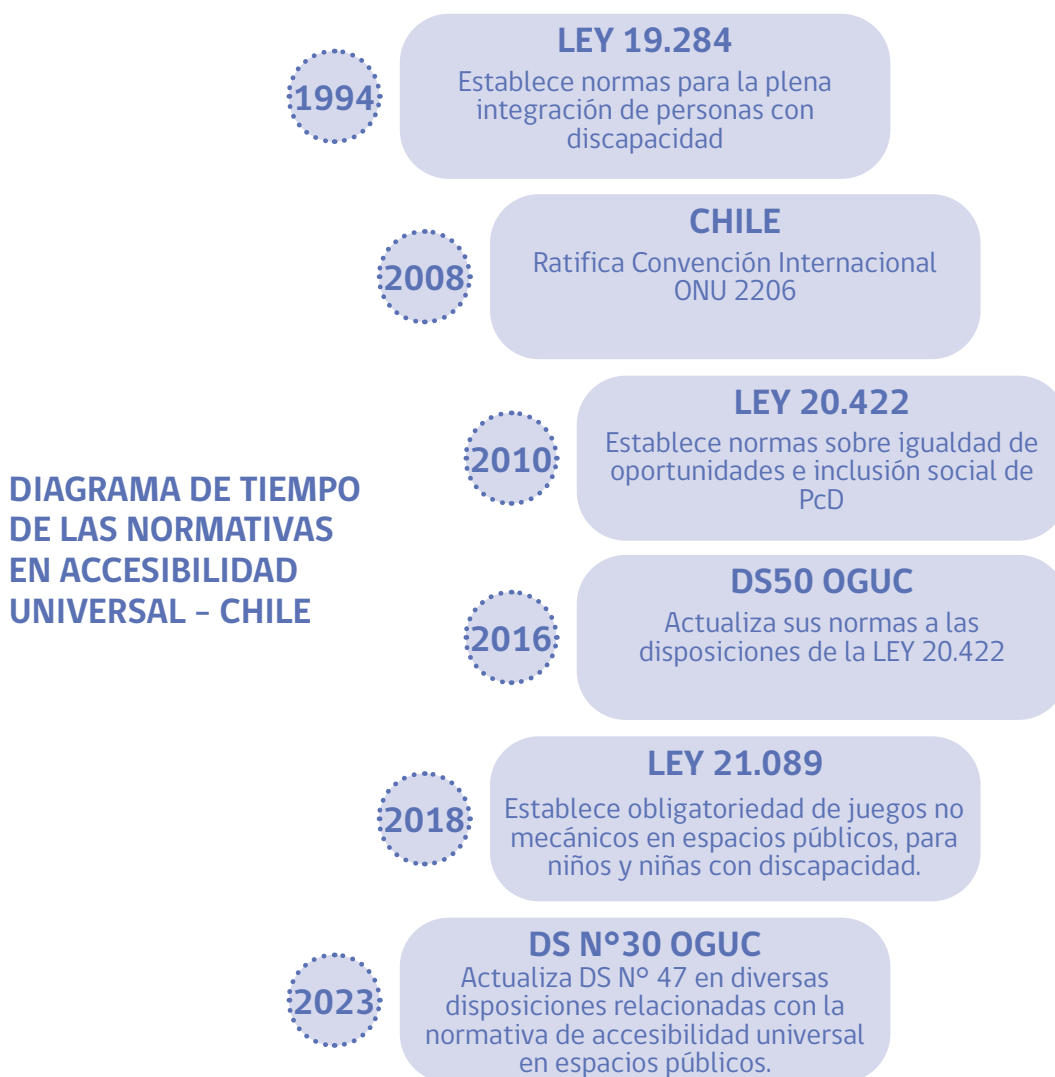 1994
LEY 19.284
Establece normas para la plena
integración de personas con
discapacidad
2008
CHILE
Ratifica Convención Internacional
ONU 2206
2010
LEY 20.422
Establece normas sobre igualdad de
oportunidades e inclusión social de
PcD
DIAGRAMA DE TIEMPO
DE LAS NORMATIVAS
EN ACCESIBILIDAD
UNIVERSAL – CHILE
2016
DS50 OGUC
Actualiza sus normas a las
disposiciones de la LEY 20.422
2018
LEY 21.089
Establece obligatoriedad de juegos no
mecánicos en espacios públicos, para
niños y niñas con discapacidad.
2023
DS N°30 OGUC
Actualiza DS N° 47 en diversas
disposiciones relacionadas con la
normativa de accesibilidad universal
en espacios públicos.